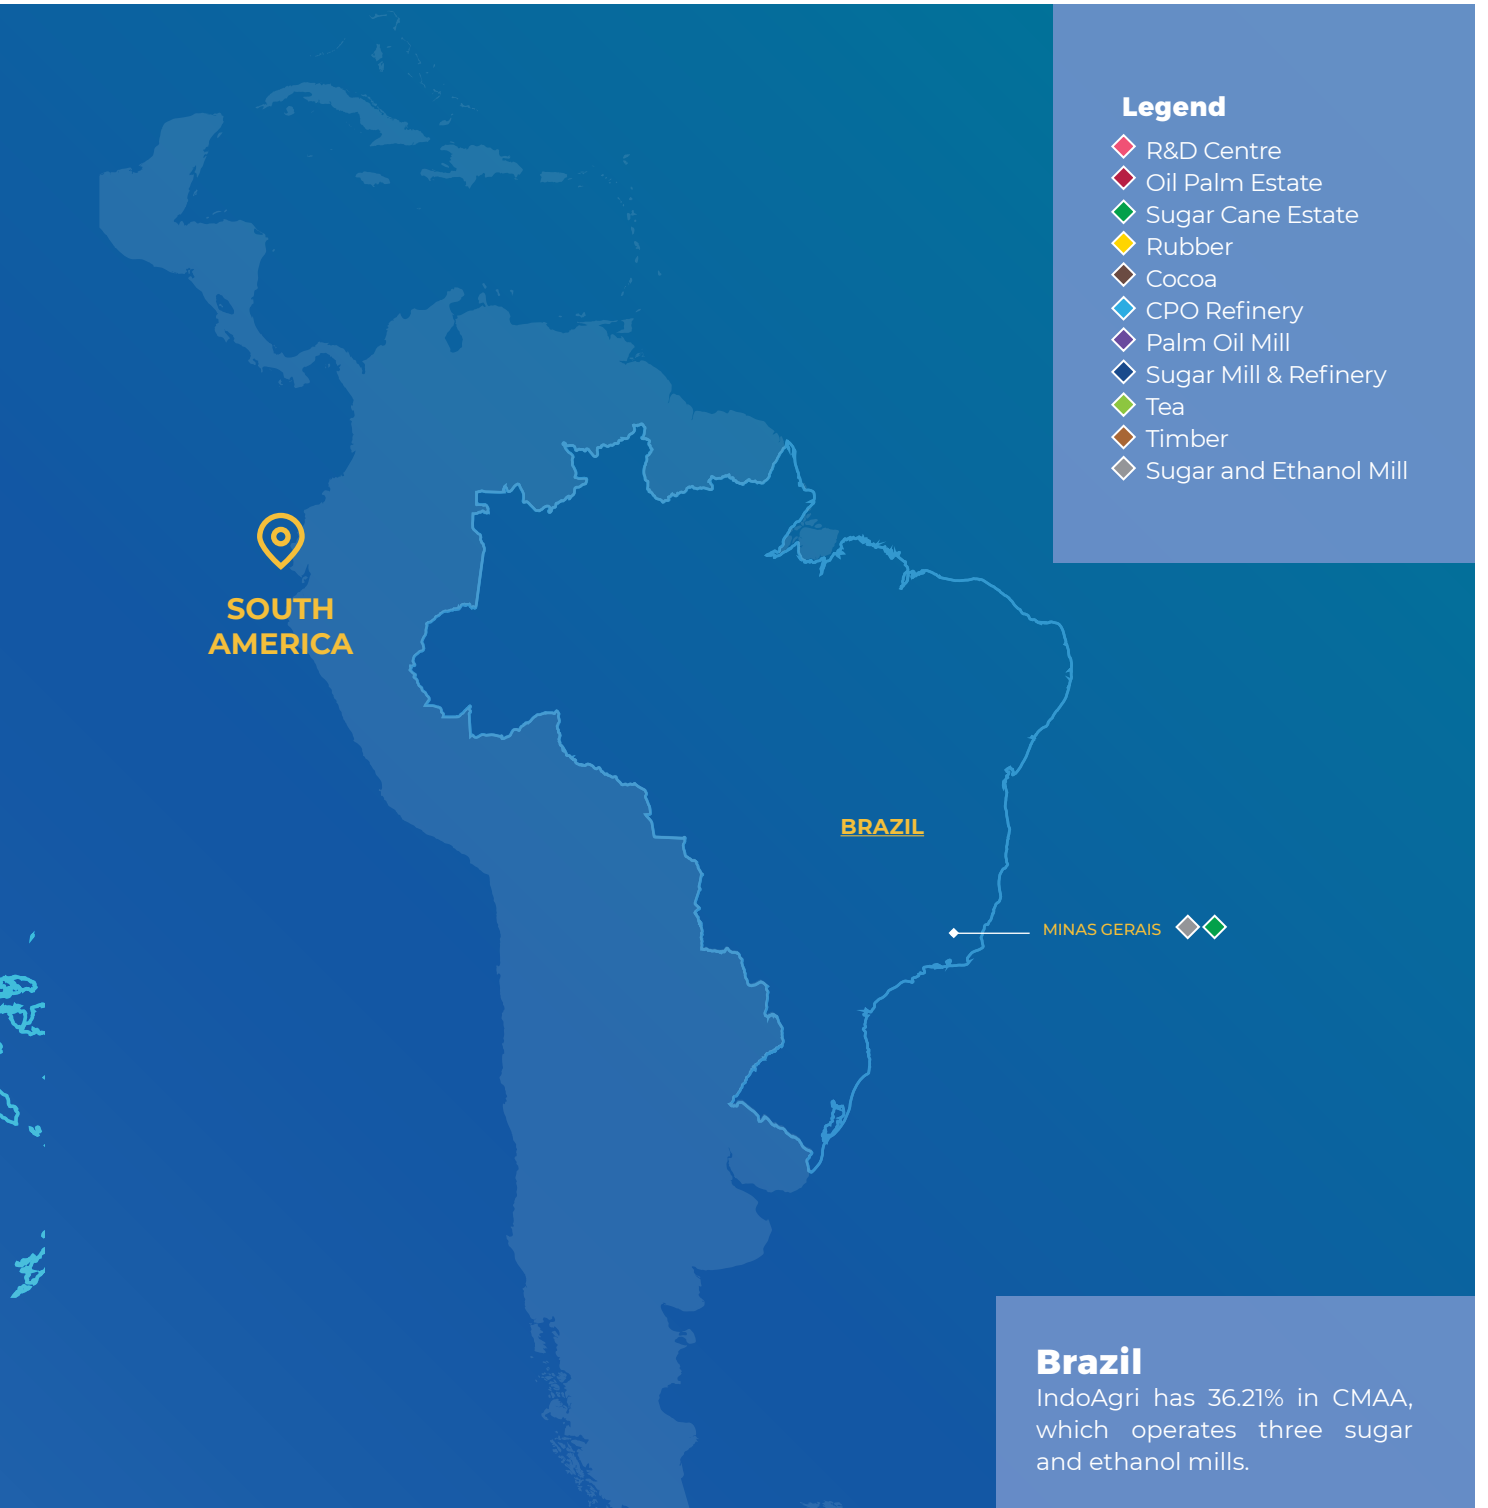 Legend
R&D Centre
Oil Palm Estate
Sugar Cane Estate
Rubber
Cocoa
CPO Refinery
Palm Oil Mill
Sugar Mill & Refinery
Tea
Timber
Sugar and Ethanol Mill
SOUTH
AMERICA
BRAZIL
MINAS GERAIS
Brazil
IndoAgri has 36.21% in CMAA,
which operates three sugar
and ethanol mills.